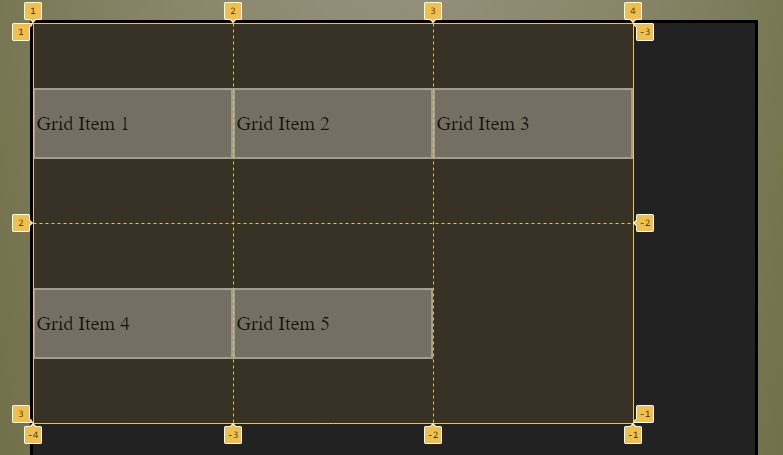 1 2 3 4
1 -3
Grid Item 1 Grid Item 2 Grid Item 3
2 -2
Grid Item 4 Grid Item 5
3 -1
-4 -3 -2 -1